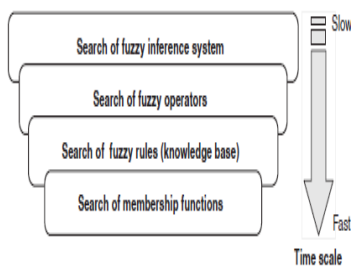 Slow
Search of fuzzy inference system
Search of fuzzy operators
Search of fuzzy rules (knowledge base)
Search of membership functions
Fast
Time scale